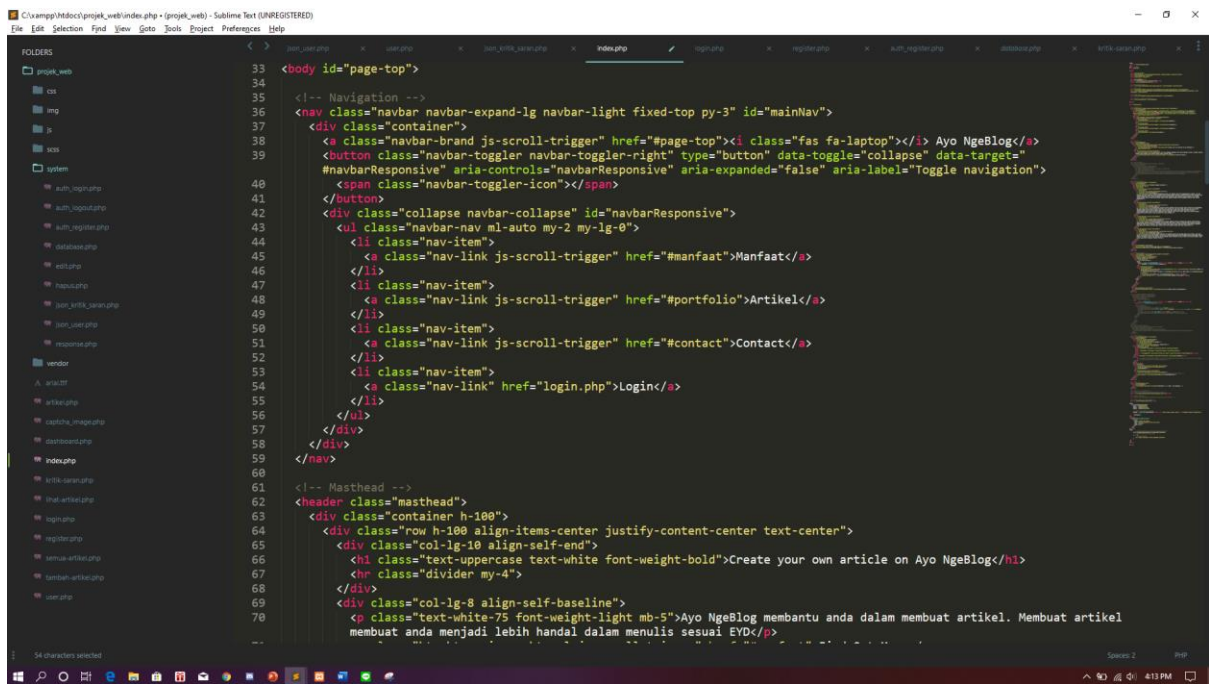 C:\xampp\htdocs\projek_web\index.php • (projek_web) - Sublime Text (UNREGISTERED)
File Edit Selection Find View Goto Tools Project Preferences Help
FOLDERS
projek_web
css
img
js
scss
system
auth_login.php
auth_logout.php
auth_register.php
database.php
edit.php
hapus.php
json_kritik_saran.php
json_user.php
response.php
vendor
artikel.php
captcha_image.php
dashboard.php
index.php
kritik-saran.php
lihat-artikel.php
login.php
register.php
semua-artikel.php
tambah-artikel.php
user.php
json_user.php user.php json_kritik_saran.php index.php login.php register.php auth_register.php database.php kritik-saran.php
33 <body id="page-top">
34
35 <!-- Navigation -->
36 <nav class="navbar navbar-expand-lg navbar-light fixed-top py-3" id="mainNav">
37 <div class="container">
38 <a class="navbar-brand js-scroll-trigger" href="#page-top"><i class="fas fa-laptop"></i> Ayo NgeBlog</a>
39 <button class="navbar-toggler navbar-toggler-right" type="button" data-toggle="collapse" data-target="
#navbarResponsive" aria-controls="navbarResponsive" aria-expanded="false" aria-label="Toggle navigation">
40 <span class="navbar-toggler-icon"></span>
41 </button>
42 <div class="collapse navbar-collapse" id="navbarResponsive">
43 <ul class="navbar-nav ml-auto my-2 my-lg-0">
44 <li class="nav-item">
45 <a class="nav-link js-scroll-trigger" href="#manfaat">Manfaat</a>
46 </li>
47 <li class="nav-item">
48 <a class="nav-link js-scroll-trigger" href="#portfolio">Artikel</a>
49 </li>
50 <li class="nav-item">
51 <a class="nav-link js-scroll-trigger" href="#contact">Contact</a>
52 </li>
53 <li class="nav-item">
54 <a class="nav-link" href="login.php">Login</a>
55 </li>
56 </ul>
57 </div>
58 </div>
59 </nav>
60
61 <!-- Masthead -->
62 <header class="masthead">
63 <div class="container h-100">
64 <div class="row h-100 align-items-center justify-content-center text-center">
65 <div class="col-lg-10 align-self-end">
66 <h1 class="text-uppercase text-white font-weight-bold">Create your own article on Ayo NgeBlog</h1>
67 <hr class="divider my-4">
68 </div>
69 <div class="col-lg-8 align-self-baseline">
70 <p class="text-white-75 font-weight-light mb-5">Ayo NgeBlog membantu anda dalam membuat artikel. Membuat artikel
membuat anda menjadi lebih handal dalam menulis sesuai EYD</p>
54 characters selected
Spaces: 2 PHP
4:13 PM